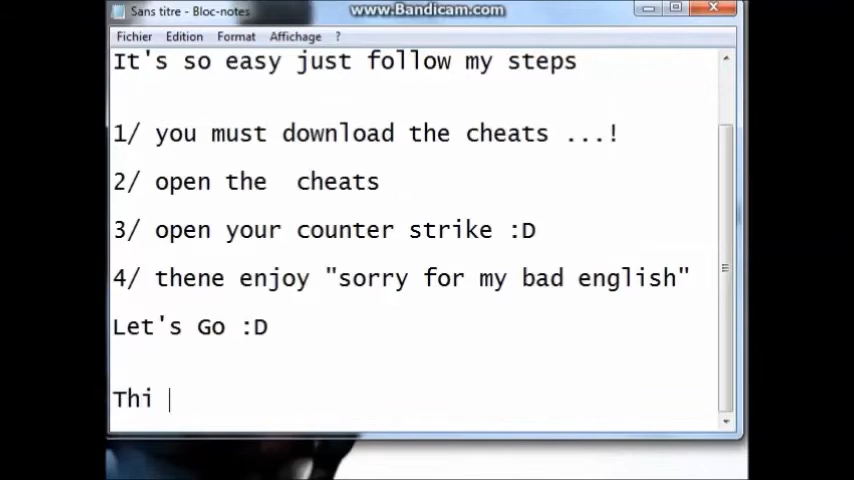 www.Bandicam.com
Sans titre - Bloc-notes
Fichier Edition Format Affichage ?
It's so easy just follow my steps
1/ you must download the cheats ...!
2/ open the  cheats
3/ open your counter strike :D
4/ thene enjoy "sorry for my bad english"
Let's Go :D
Thi